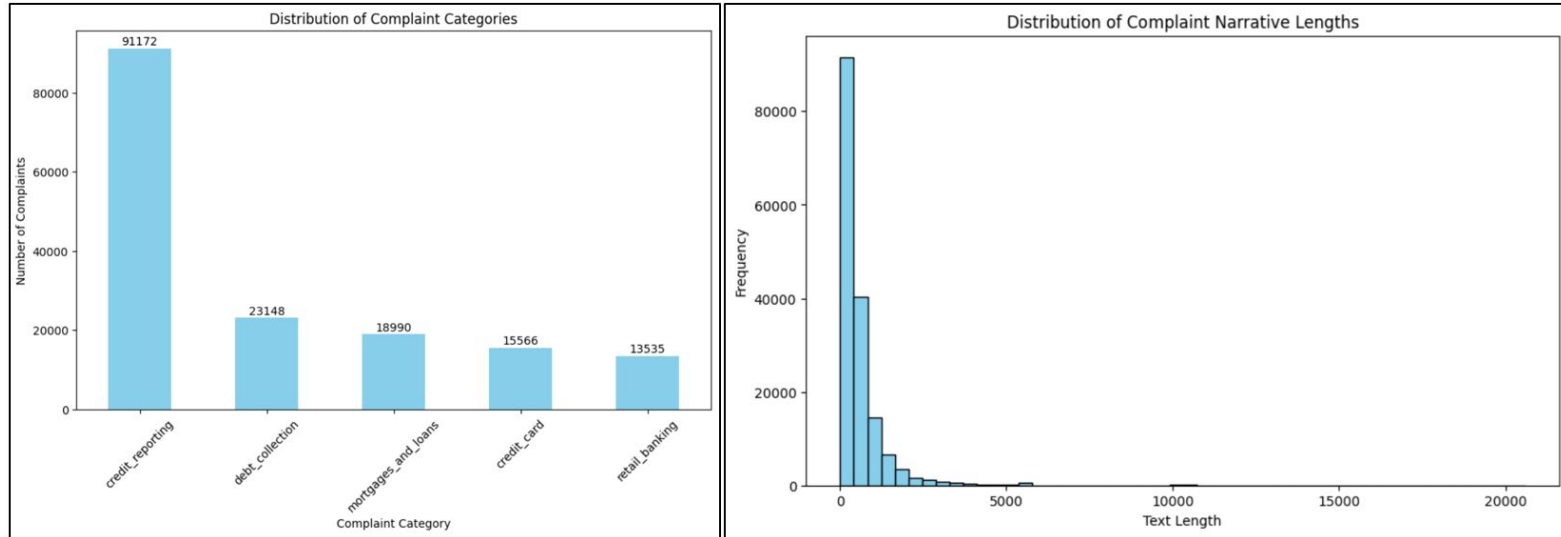 Distribution of Complaint Categories
91172
80000
60000
40000
20000
0
23148
18990
15566
13535
Number of Complaints
credit_reporting
debt_collection
mortgages_and_loans
credit_card
retail_banking
Complaint Category
Distribution of Complaint Narrative Lengths
80000
60000
40000
20000
0
Frequency
0
5000
10000
15000
20000
Text Length